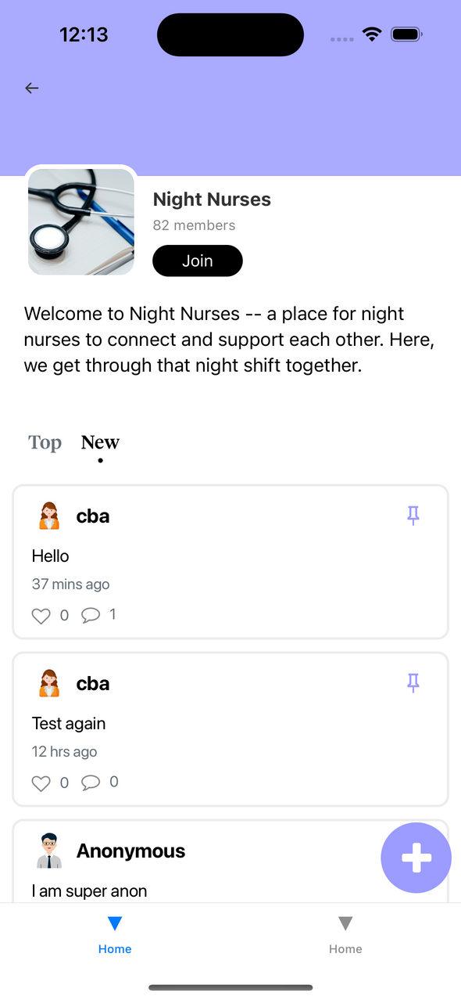 12:13
Night Nurses
82 members
Join
Welcome to Night Nurses -- a place for night
nurses to connect and support each other. Here,
we get through that night shift together.
Top New
cba
Hello
37 mins ago
0 1
cba
Test again
12 hrs ago
0 0
Anonymous
I am super anon
Home Home